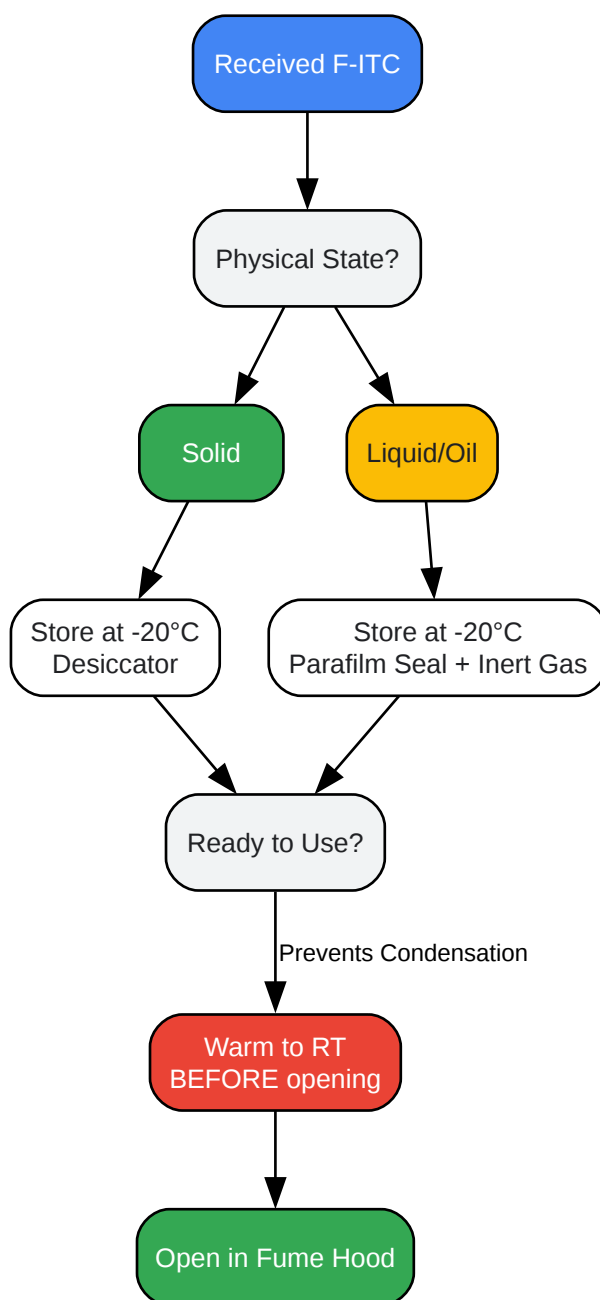 Received F-ITC
Physical State?
Solid
Liquid/Oil
Store at -20°C
Desiccator
Store at -20°C
Parafilm Seal + Inert Gas
Ready to Use?
Prevents Condensation
Warm to RT
BEFORE opening
Open in Fume Hood